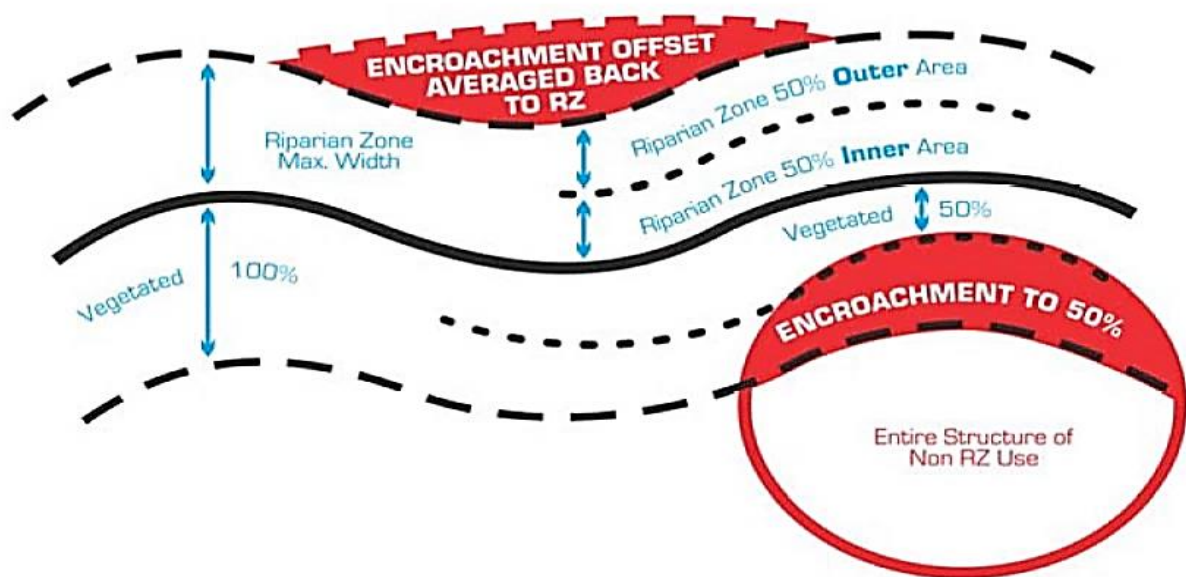 ENCROACHMENT OFFSET
AVERAGED BACK
TO RZ
Riparian Zone
Max. Width
Riparian Zone 50% Outer Area
Riparian Zone 50% Inner Area
Vegetated 100%
Vegetated 50%
ENCROACHMENT TO 50%
Entire Structure of
Non RZ Use